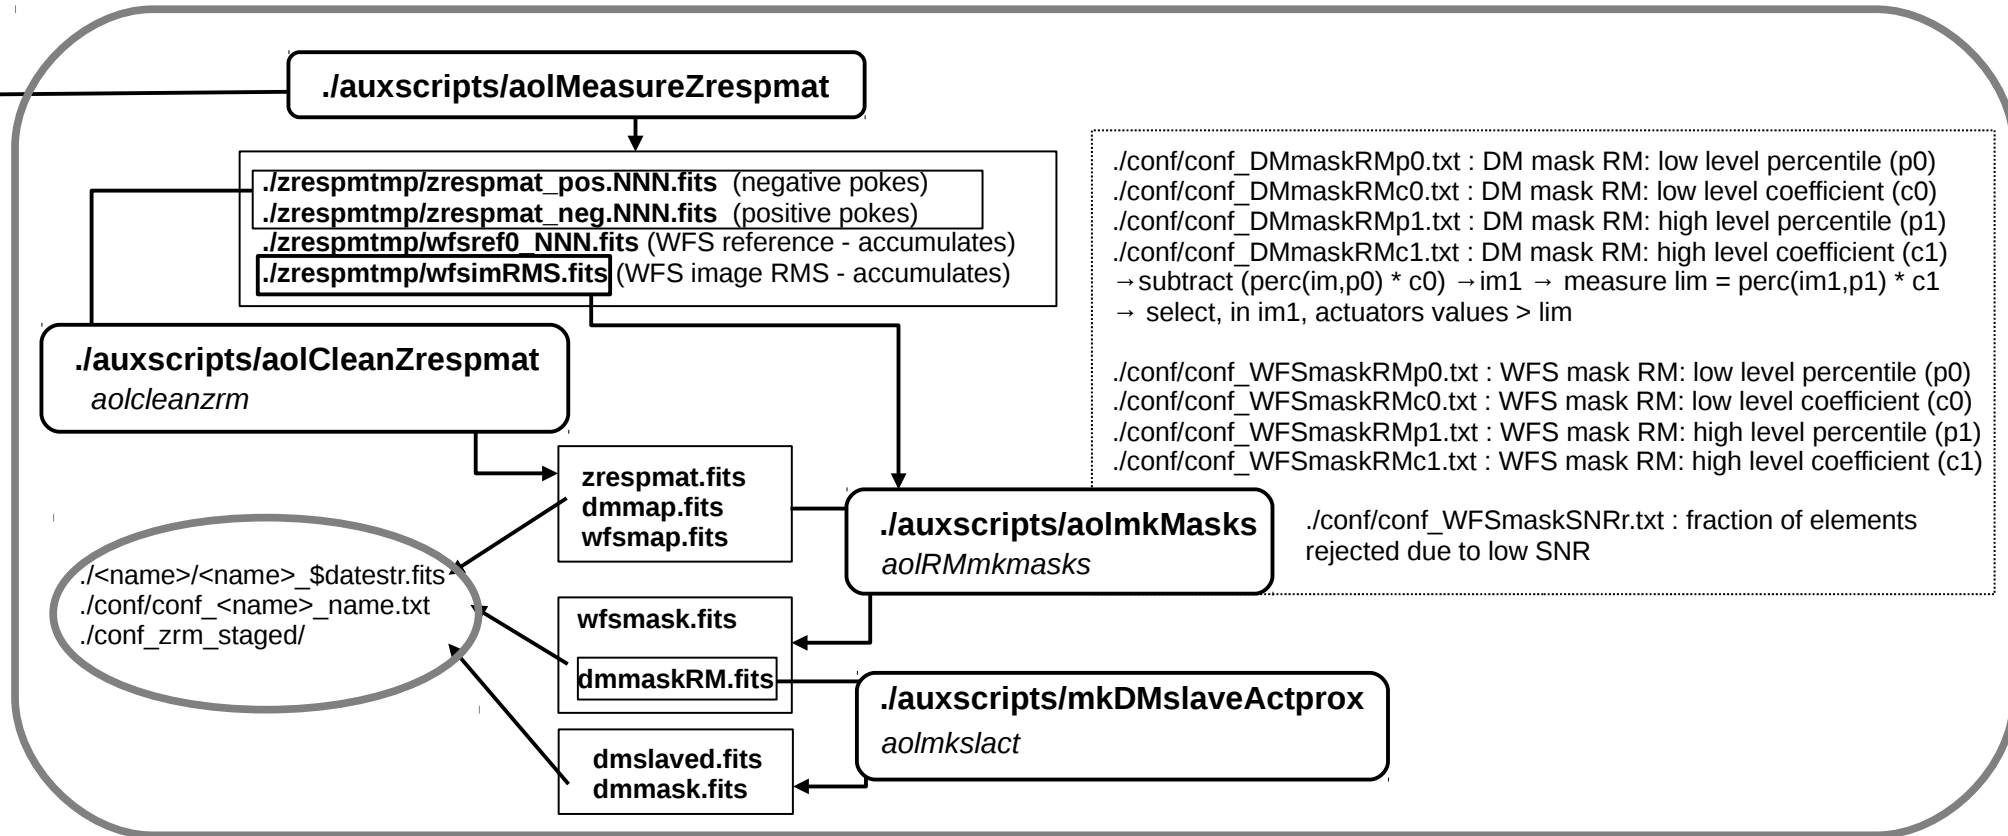 ./auxscripts/aolMeasureZrespmat
./zrespmtmp/zrespmat_pos.NNN.fits (negative pokes)
./zrespmtmp/zrespmat_neg.NNN.fits (positive pokes)
./zrespmtmp/wfsref0_NNN.fits (WFS reference - accumulates)
./zrespmtmp/wfsimRMS.fits (WFS image RMS - accumulates)
./conf/conf_DMmaskRMp0.txt : DM mask RM: low level percentile (p0)
./conf/conf_DMmaskRMc0.txt : DM mask RM: low level coefficient (c0)
./conf/conf_DMmaskRMp1.txt : DM mask RM: high level percentile (p1)
./conf/conf_DMmaskRMc1.txt : DM mask RM: high level coefficient (c1)
→subtract (perc(im,p0) * c0) →im1 → measure lim = perc(im1,p1) * c1
→ select, in im1, actuators values > lim
./conf/conf_WFSmaskRMp0.txt : WFS mask RM: low level percentile (p0)
./conf/conf_WFSmaskRMc0.txt : WFS mask RM: low level coefficient (c0)
./conf/conf_WFSmaskRMp1.txt : WFS mask RM: high level percentile (p1)
./conf/conf_WFSmaskRMc1.txt : WFS mask RM: high level coefficient (c1)
./conf/conf_WFSmaskSNRr.txt : fraction of elements
rejected due to low SNR
./auxscripts/aolCleanZrespmat
aolcleanzrm
zrespmat.fits
dmmap.fits
wfsmap.fits
./auxscripts/aolmkMasks
aolRMmkmasks
./<name>/<name>_$datestr.fits
./conf/conf_<name>_name.txt
./conf_zrm_staged/
wfsmask.fits
dmmaskRM.fits
./auxscripts/mkDMslaveActprox
aolmkslact
dmslaved.fits
dmmask.fits